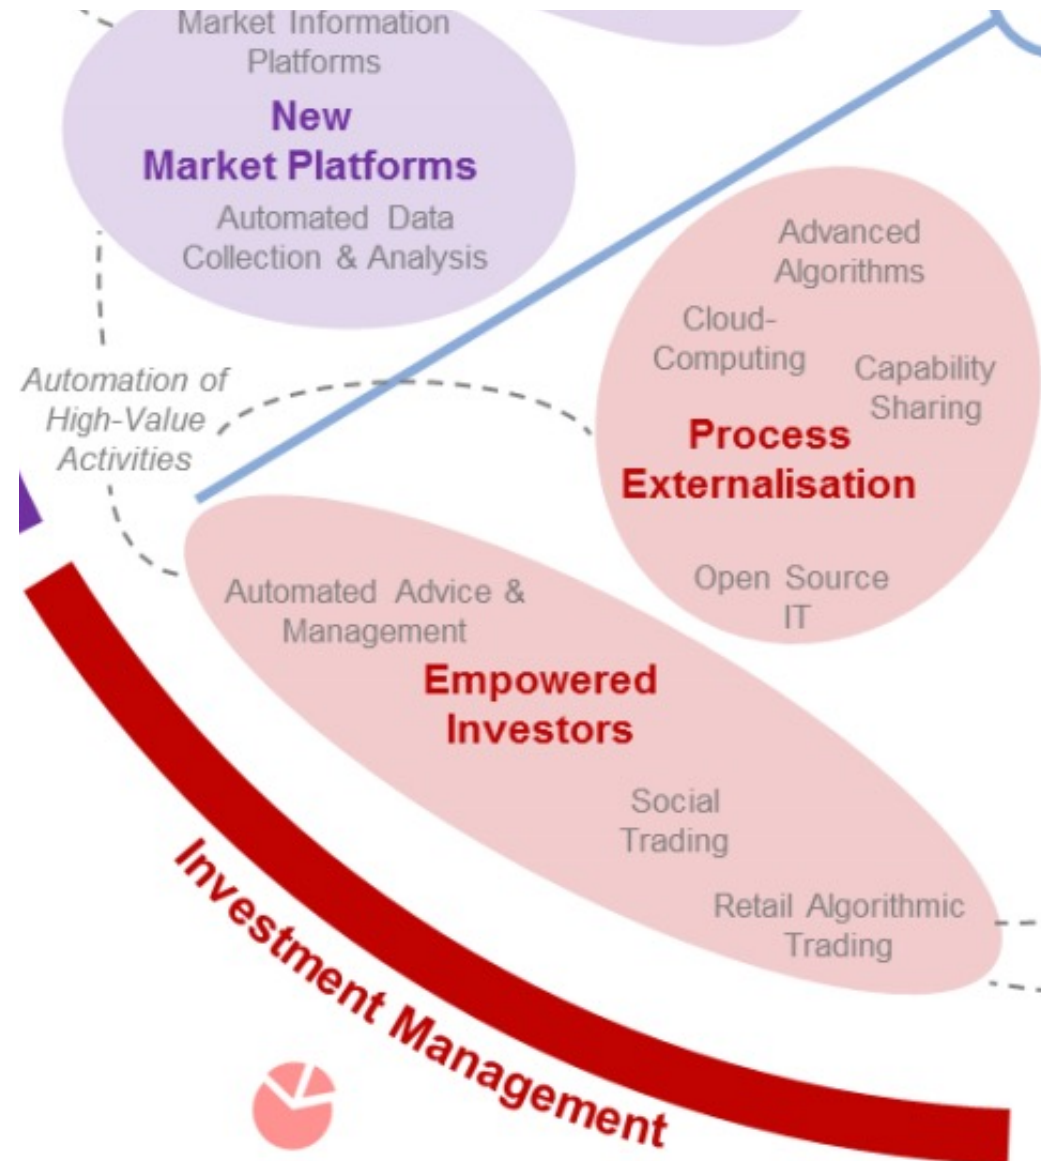 Market Information
Platforms
New
Market Platforms
Automated Data
Collection & Analysis
Automation of
High-Value
Activities
Advanced
Algorithms
Cloud-
Computing
Capability
Sharing
Process
Externalisation
Open Source
IT
Automated Advice &
Management
Empowered
Investors
Social
Trading
Retail Algorithmic
Trading
Investment Management